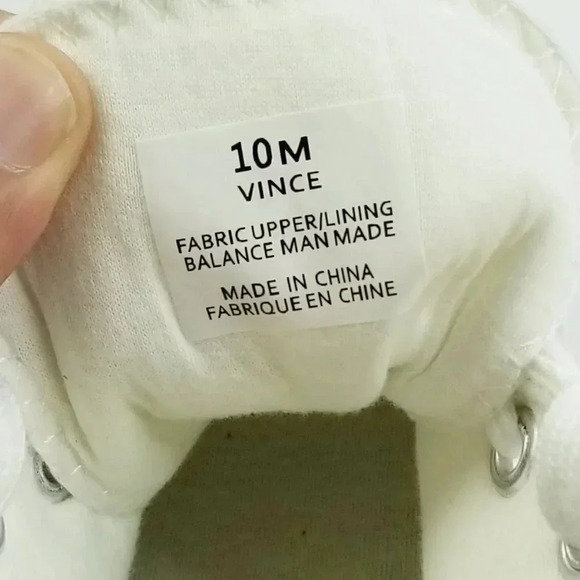 10M
VINCE
FABRIC UPPER/LINING
BALANCE MAN MADE
MADE IN CHINA
FABRIQUE EN CHINE